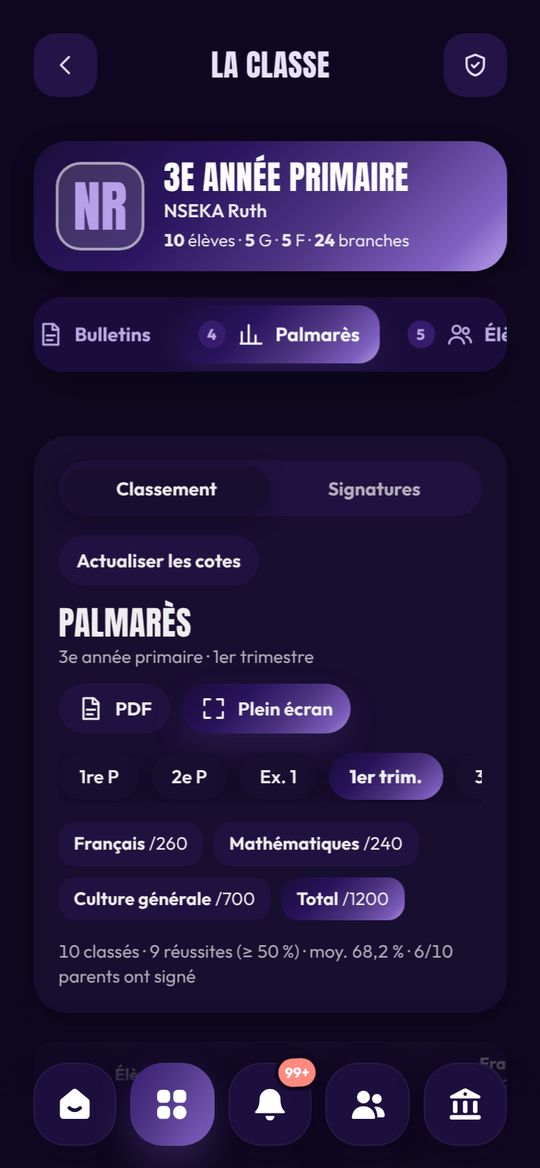 LA CLASSE
NR
3E ANNÉE PRIMAIRE
NSEKA Ruth
10 élèves · 5 G · 5 F · 24 branches
Bulletins
4 Palmarès
5
Classement
Signatures
Actualiser les cotes
PALMARÈS
3e année primaire · 1er trimestre
PDF
Plein écran
1re P
2e P
Ex. 1
1er trim.
3
Français /260
Mathématiques /240
Culture générale /700
Total /1200
10 classés · 9 réussites (≥ 50 %) · moy. 68,2 % · 6/10
parents ont signé
99+